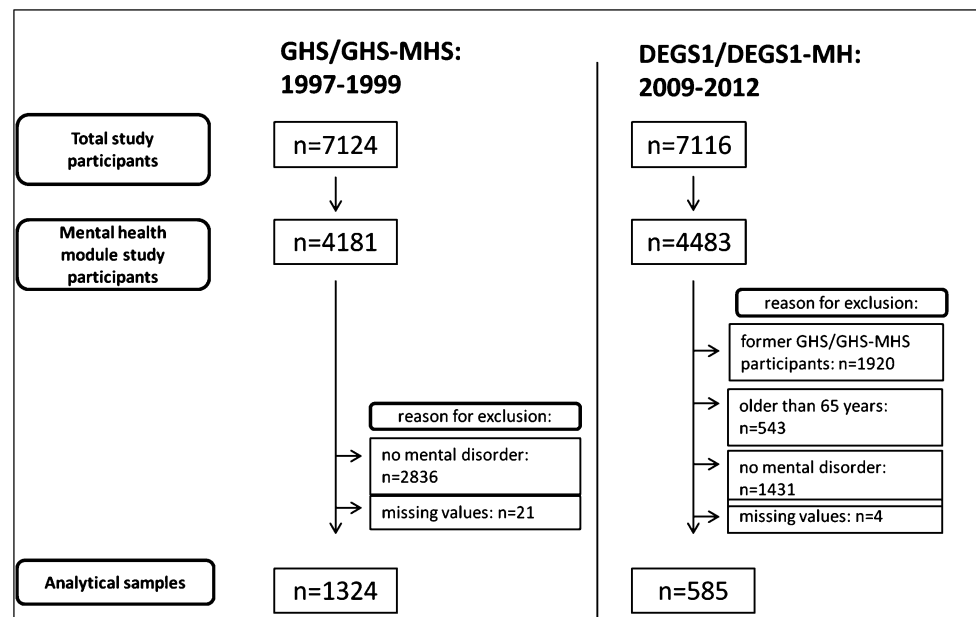 GHS/GHS-MHS:
1997-1999
DEGS1/DEGS1-MH:
2009-2012
Total study
participants
n=7124
n=7116
Mental health
module study
participants
n=4181
n=4483
reason for exclusion:
former GHS/GHS-MHS
participants: n=1920
older than 65 years:
n=543
reason for exclusion:
no mental disorder:
n=2836
missing values: n=21
no mental disorder:
n=1431
missing values: n=4
Analytical samples
n=1324
n=585